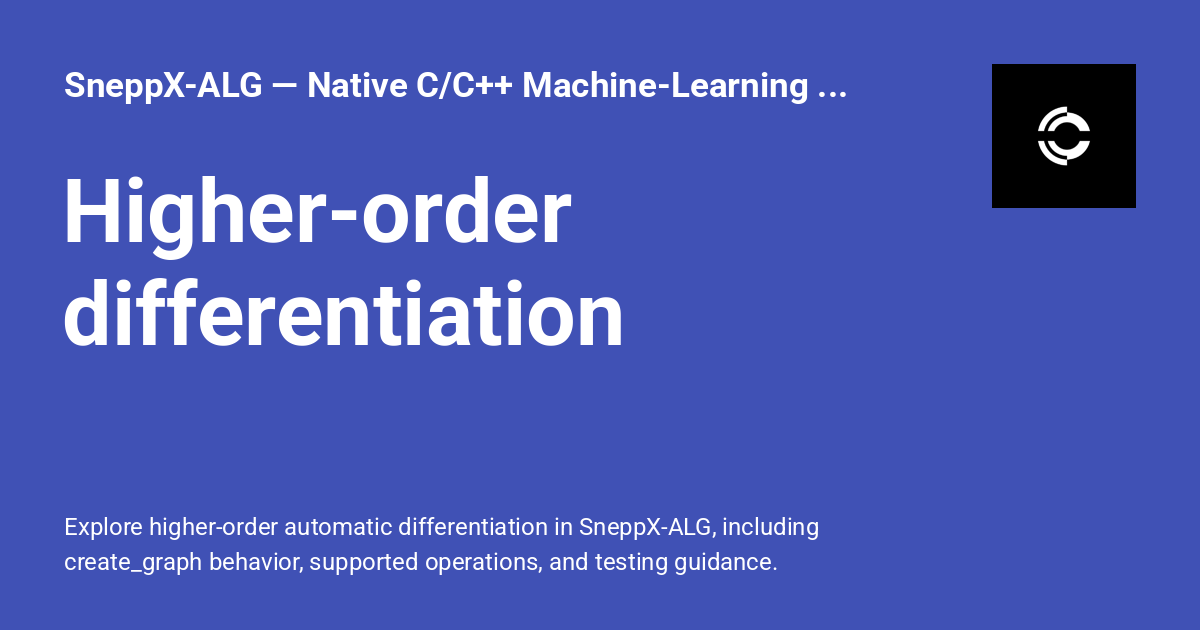 SneppX-ALG — Native C/C++ Machine-Learning ...
Higher-order
differentiation
Explore higher-order automatic differentiation in SneppX-ALG, including
create_graph behavior, supported operations, and testing guidance.